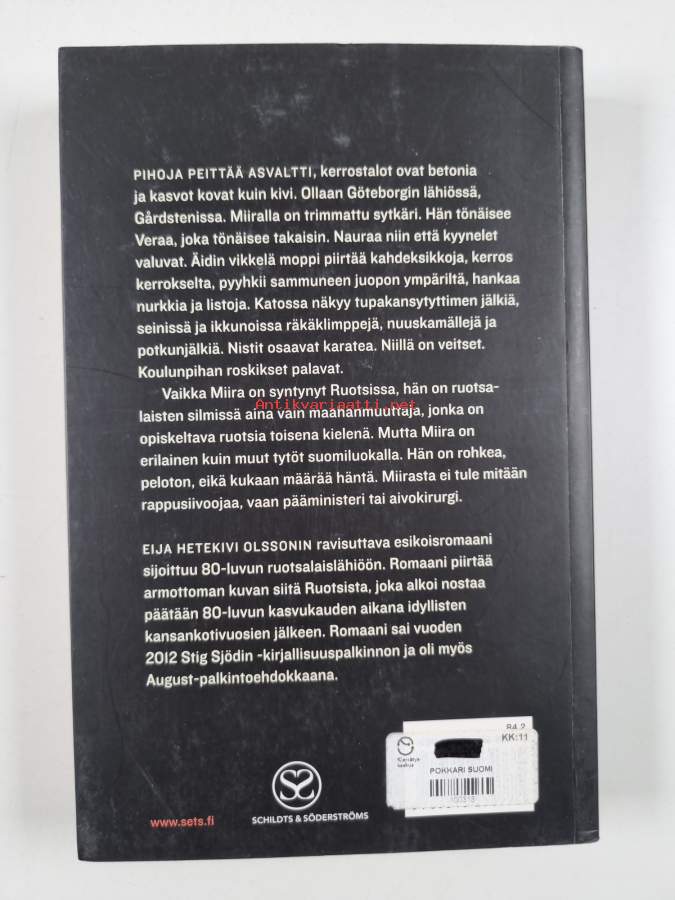 PIHOJA PEITTÄÄ ASVALTTI, kerrostalot ovat betonia
ja kasvot kovat kuin kivi. Ollaan Göteborgin lähiössä,
Gårdstenissa. Miiralla on trimmattu sytkäri. Hän tönäisee
Veraa, joka tönäisee takaisin. Nauraa niin että kyynelet
valuvat. Äidin vikkelä moppi piirtää kahdeksikkoja, kerros
kerrokselta, pyyhkii sammuneen juopon ympäriltä, hankaa
nurkkia ja listoja. Katossa näkyy tupakansytyttimen jälkiä,
seinissä ja ikkunoissa räkäklimppejä, nuuskamällejä ja
potkunjälkiä. Nistit osaavat karatea. Niillä on veitset.
Koulunpihan roskikset palavat.
Vaikka Miira on syntynyt Ruotsissa, hän on ruotsa-
laisten silmissä aina vain maahanmuuttaja, jonka on
Antikvariaatti.net
opiskeltava ruotsia toisena kielenä. Mutta Miira on
erilainen kuin muut tytöt suomiluokalla. Hän on rohkea,
peloton, eikä kukaan määrää häntä. Miirasta ei tule mitään
rappusiivoojaa, vaan pääministeri tai aivokirurgi.
EIJA HETEKIVI OLSSONIN ravisuttava esikoisromaani
sijoittuu 80-luvun ruotsalaislähiöön. Romaani piirtää
armottoman kuvan siitä Ruotsista, joka alkoi nostaa
päätään 80-luvun kasvukauden aikana idyllisten
kansankotivuosien jälkeen. Romaani sai vuoden
2012 Stig Sjödin -kirjallisuuspalkinnon ja oli myös
August-palkintoehdokkaana.
84.2
KK:11
Kierrätys
keskus
POKKARI SUOMI
www.sets.fi
SCHILDTS & SÖDERSTRÖMS